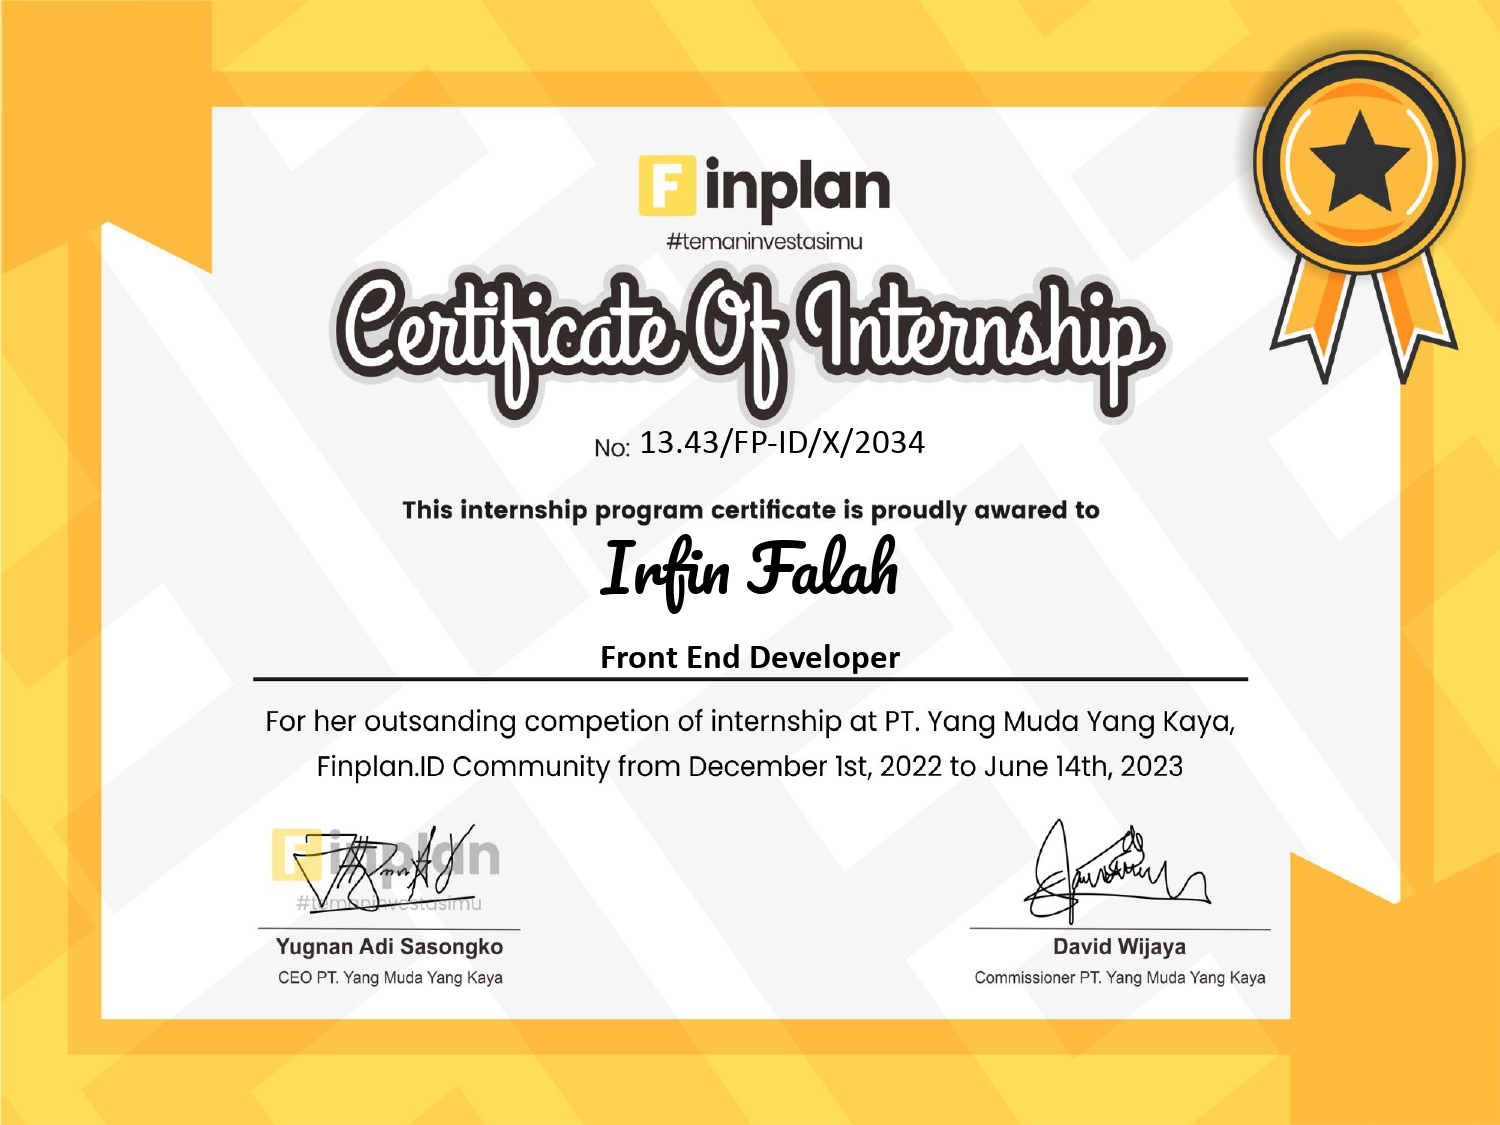 Finplan
#temaninvestasimu
Certificate Of Internship
No: 13.43/FP-ID/X/2034
This internship program certificate is proudly awared to
Irfin Falah
Front End Developer
For her outsanding competion of internship at PT. Yang Muda Yang Kaya,
Finplan.ID Community from December 1st, 2022 to June 14th, 2023
Finplan
#temaninvestasimu
Yugnan Adi Sasongko
CEO PT. Yang Muda Yang Kaya
David Wijaya
Commissioner PT. Yang Muda Yang Kaya